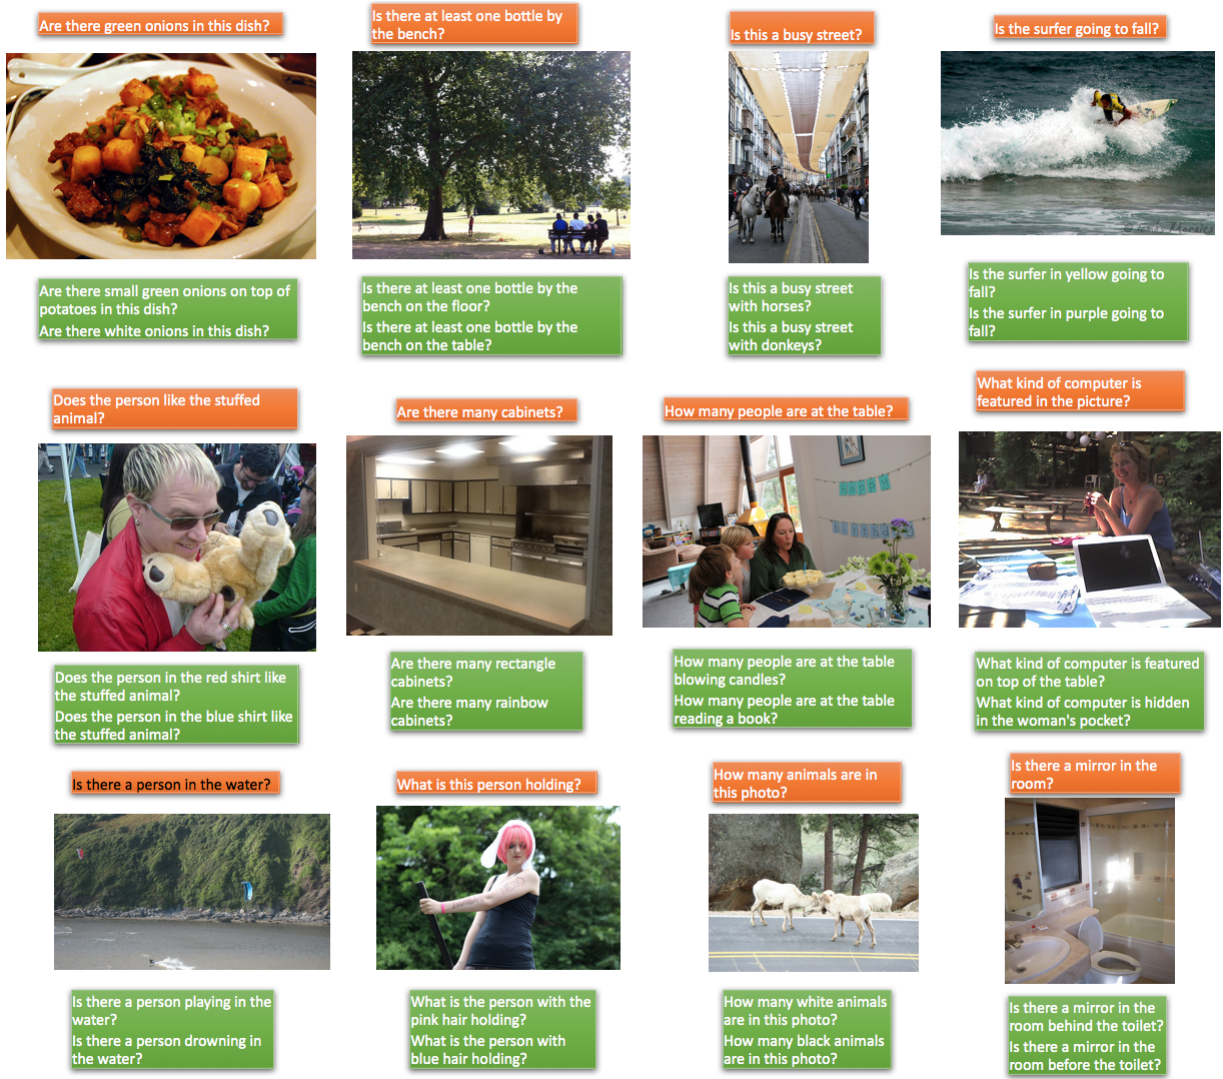 Are there green onions in this dish?
Is there at least one bottle by
the bench?
Is this a busy street?
Is the surfer going to fall?
Are there small green onions on top of
potatoes in this dish?
Are there white onions in this dish?
Is there at least one bottle by the
bench on the floor?
Is there at least one bottle by the
bench on the table?
Is this a busy street
with horses?
Is this a busy street
with donkeys?
Is the surfer in yellow going to
fall?
Is the surfer in purple going to
fall?
Does the person like the stuffed
animal?
Are there many cabinets?
How many people are at the table?
What kind of computer is
featured in the picture?
Does the person in the red shirt like
the stuffed animal?
Does the person in the blue shirt like
the stuffed animal?
Are there many rectangle
cabinets?
Are there many rainbow
cabinets?
How many people are at the table
blowing candles?
How many people are at the table
reading a book?
What kind of computer is featured
on top of the table?
What kind of computer is hidden
in the woman's pocket?
Is there a person in the water?
What is this person holding?
How many animals are in
this photo?
Is there a mirror in the
room?
Is there a person playing in the
water?
Is there a person drowning in
the water?
What is the person with the
pink hair holding?
What is the person with
blue hair holding?
How many white animals
are in this photo?
How many black animals
are in this photo?
Is there a mirror in the
room behind the toilet?
Is there a mirror in the
room before the toilet?